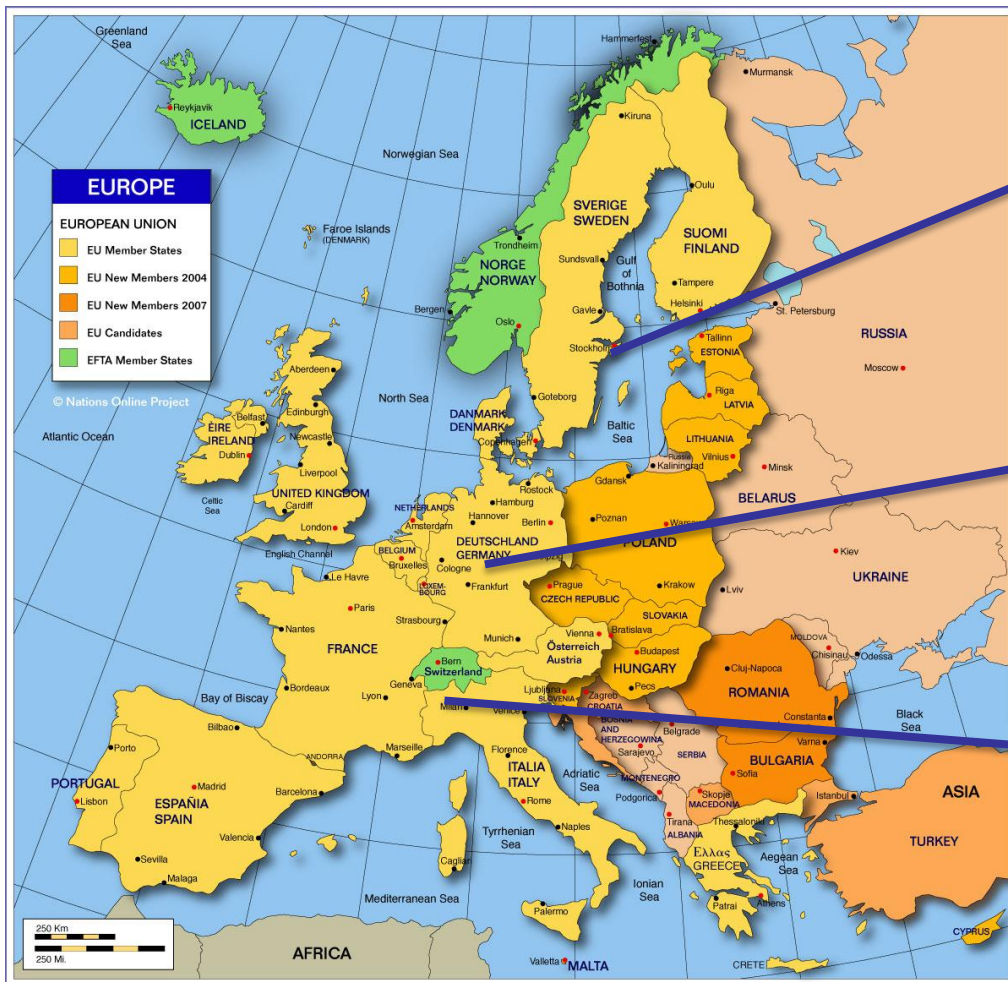 Greenland
Sea
Hammerfest
Murmansk
Reykjavik
ICELAND
Kiruna
Norwegian Sea
EUROPE
EUROPEAN UNION
EU Member States
EU New Members 2004
EU New Members 2007
EU Candidates
EFTA Member States
© Nations Online Project
Oulu
SVERIGE
SWEDEN
SUOMI
FINLAND
Faroe Islands
(DENMARK)
Trondheim
NORGE
NORWAY
Sundsvall
Gulf
of
Bothnia
Tampere
Helsinki
St. Petersburg
Bergen
Oslo
Gavle
Stockholm
Tallinn
ESTONIA
RUSSIA
Moscow
Aberdeen
North Sea
Goteborg
Riga
LATVIA
Edinburgh
DANMARK
DENMARK
Copenhagen
Baltic
Sea
LITHUANIA
Vilnius
Russia
Kaliningrad
Minsk
BELARUS
Atlantic Ocean
Belfast
ÉIRE
IRELAND
Dublin
Newcastle
Liverpool
UNITED KINGDOM
Cardiff
London
Celtic
Sea
English Channel
Gdansk
Rostock
Hamburg
NETHERLANDS
Amsterdam
Hannover
Berlin
Poznan
POLAND
DEUTSCHLAND
GERMANY
BELGIUM
Bruxelles
Cologne
LUXEM-
BOURG
Frankfurt
Kiev
UKRAINE
Le Havre
Paris
Prague
CZECH REPUBLIC
Krakow
Lviv
Strasbourg
SLOVAKIA
Nantes
FRANCE
Munich
Vienna
Bratislava
Österreich
Austria
Budapest
HUNGARY
MOLDOVA
Chisinau
Odessa
Bern
Switzerland
Geneva
Cluj-Napoca
ROMANIA
Bay of Biscay
Bordeaux
Lyon
Milan
Venice
Ljubljana
SLOVENIA
Zagreb
CROATIA
Pecs
Constanta
Black
Sea
Bilbao
BOSNIA
AND
HERZEGOWINA
Sarajevo
Belgrade
SERBIA
Varna
BULGARIA
Porto
ANDORRA
Marseille
Florence
ITALIA
ITALY
Adriatic
Sea
MONTENEGRO
Podgorica
Skopje
MACEDONIA
Sofia
Istanbul
ASIA
PORTUGAL
Lisbon
Madrid
ESPAÑIA
SPAIN
Barcelona
Rome
Naples
Tirana
ALBANIA
Thessaloniki
TURKEY
Valencia
Tyrrhenian
Sea
Ελλας
GREECE
Aegean
Sea
Sevilla
Malaga
Cagliari
Mediterranean Sea
Ionian
Sea
Patrai
Athens
Palermo
CYPRUS
250 Km
250 Mi.
AFRICA
Valletta
MALTA
CRETE